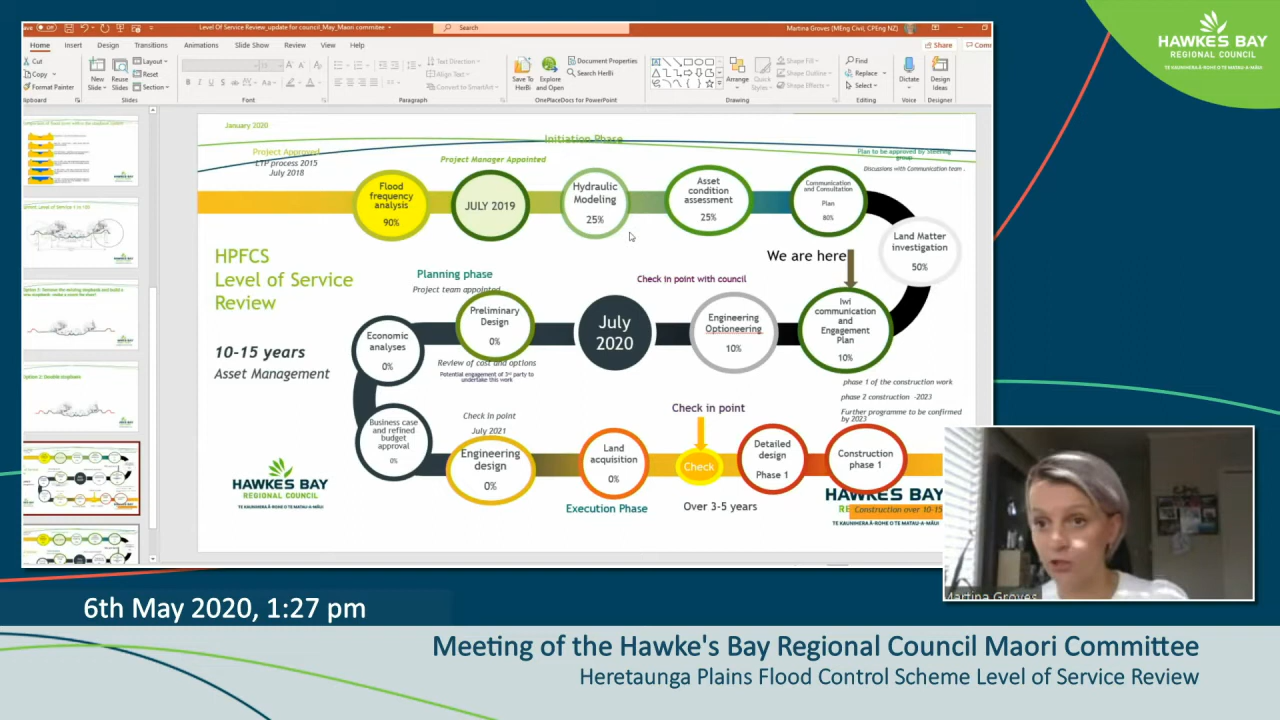 Level Of Service Review_update for council_May_Maori commitee
Search
Martina Groves (MEng Civil, CPEng NZ)
Home Insert Design Transitions Animations Slide Show Review View Help
Share
Cut
Copy
Format Painter
New Slide
Reuse Slides
Layout
Reset
Section
Slides
Font
Text Direction
Align Text
Convert to SmartArt
Paragraph
Save To HerBi
Explore and Open
Document Properties
Search HerBi
OnePlaceDocs for PowerPoint
Arrange
Quick Styles
Shape Fill
Shape Outline
Shape Effects
Drawing
Find
Replace
Select
Editing
Dictate
Voice
Design Ideas
Designer
HAWKE'S BAY
REGIONAL COUNCIL
TE KAUNIHERA Ā-ROHE O TE MATAU-A-MĀUI
January 2020
Initiation Phase
Project Approved
LTP process 2015
July 2018
Project Manager Appointed
Plan to be approved by steering
group
Discussions with Communication team .
Flood
frequency
analysis
90%
JULY 2019
Hydraulic
Modeling
25%
Asset
condition
assessment
25%
Communication
and Consultation
Plan
80%
Land Matter
investigation
50%
HPFCS
Level of Service
Review
10-15 years
Asset Management
We are here
Planning phase
Project team appointed
Check in point with council
Economic
analyses
0%
Preliminary
Design
0%
July
2020
Engineering
Optioneering
10%
Iwi
communication
and
Engagement
Plan
10%
Review of cost and options
Potential engagement of 3rd party to
undertake this work
phase 1 of the construction work
phase 2 construction -2023
Further programme to be confirmed
by 2023
Check in point
July 2021
Check in point
Business case
and refined
budget
approval
0%
Engineering
design
0%
Land
acquisition
0%
Check
Detailed
design
Phase 1
Construction
phase 1
Execution Phase
Over 3-5 years
Construction over 10-15
HAWKE'S BAY
REGIONAL COUNCIL
TE KAUNIHERA Ā-ROHE O TE MATAU-A-MĀUI
HAWKE'S BAY
TE KAUNIHERA Ā-ROHE O TE MATAU-A-MĀUI
Martina Groves
6th May 2020, 1:27 pm
Meeting of the Hawke's Bay Regional Council Maori Committee
Heretaunga Plains Flood Control Scheme Level of Service Review